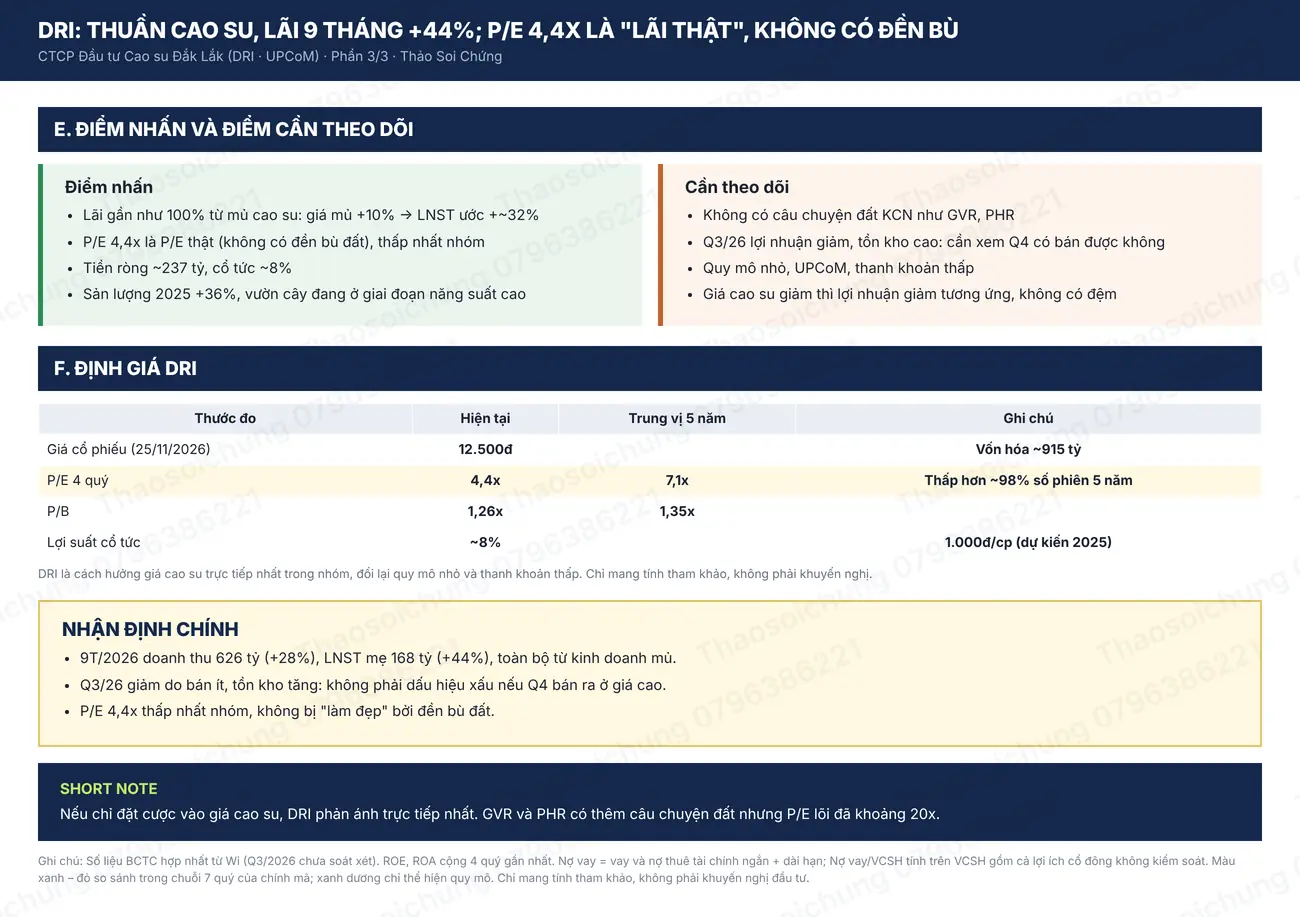 DRI: THUẦN CAO SU, LÃI 9 THÁNG +44%; P/E 4,4X LÀ "LÃI THẬT", KHÔNG CÓ ĐỀN BÙ
CTCP Đầu tư Cao su Đắk Lắk (DRI · UPCoM) · Phần 3/3 · Thảo Soi Chứng
E. ĐIỂM NHẤN VÀ ĐIỂM CẦN THEO DÕI
Điểm nhấn
• Lãi gần như 100% từ mủ cao su: giá mủ +10% → LNST ước +~32%
• P/E 4,4x là P/E thật (không có đền bù đất), thấp nhất nhóm
• Tiền ròng ~237 tỷ, cổ tức ~8%
• Sản lượng 2025 +36%, vườn cây đang ở giai đoạn năng suất cao
Cần theo dõi
• Không có câu chuyện đất KCN như GVR, PHR
• Q3/26 lợi nhuận giảm, tồn kho cao: cần xem Q4 có bán được không
• Quy mô nhỏ, UPCoM, thanh khoản thấp
• Giá cao su giảm thì lợi nhuận giảm tương ứng, không có đệm
F. ĐỊNH GIÁ DRI
Thước đo Hiện tại Trung vị 5 năm Ghi chú
Giá cổ phiếu (25/11/2026) 12.500đ Vốn hóa ~915 tỷ
P/E 4 quý 4,4x 7,1x Thấp hơn ~98% số phiên 5 năm
P/B 1,26x 1,35x
Lợi suất cổ tức ~8% 1.000đ/cp (dự kiến 2025)
DRI là cách hưởng giá cao su trực tiếp nhất trong nhóm, đổi lại quy mô nhỏ và thanh khoản thấp. Chỉ mang tính tham khảo, không phải khuyến nghị.
NHẬN ĐỊNH CHÍNH
• 9T/2026 doanh thu 626 tỷ (+28%), LNST mẹ 168 tỷ (+44%), toàn bộ từ kinh doanh mủ.
• Q3/26 giảm do bán ít, tồn kho tăng: không phải dấu hiệu xấu nếu Q4 bán ra ở giá cao.
• P/E 4,4x thấp nhất nhóm, không bị "làm đẹp" bởi đền bù đất.
SHORT NOTE
Nếu chỉ đặt cược vào giá cao su, DRI phản ánh trực tiếp nhất. GVR và PHR có thêm câu chuyện đất nhưng P/E lõi đã khoảng 20x.
Ghi chú: Số liệu BCTC hợp nhất từ Wi (Q3/2026 chưa soát xét). ROE, ROA cộng 4 quý gần nhất. Nợ vay = vay và nợ thuê tài chính ngắn + dài hạn; Nợ vay/VCSH tính trên VCSH gồm cả lợi ích cổ đông không kiểm soát. Màu
xanh – đỏ so sánh trong chuỗi 7 quý của chính mã; xanh dương chỉ thể hiện quy mô. Chỉ mang tính tham khảo, không phải khuyến nghị đầu tư.
Thaosoichung 0796386221